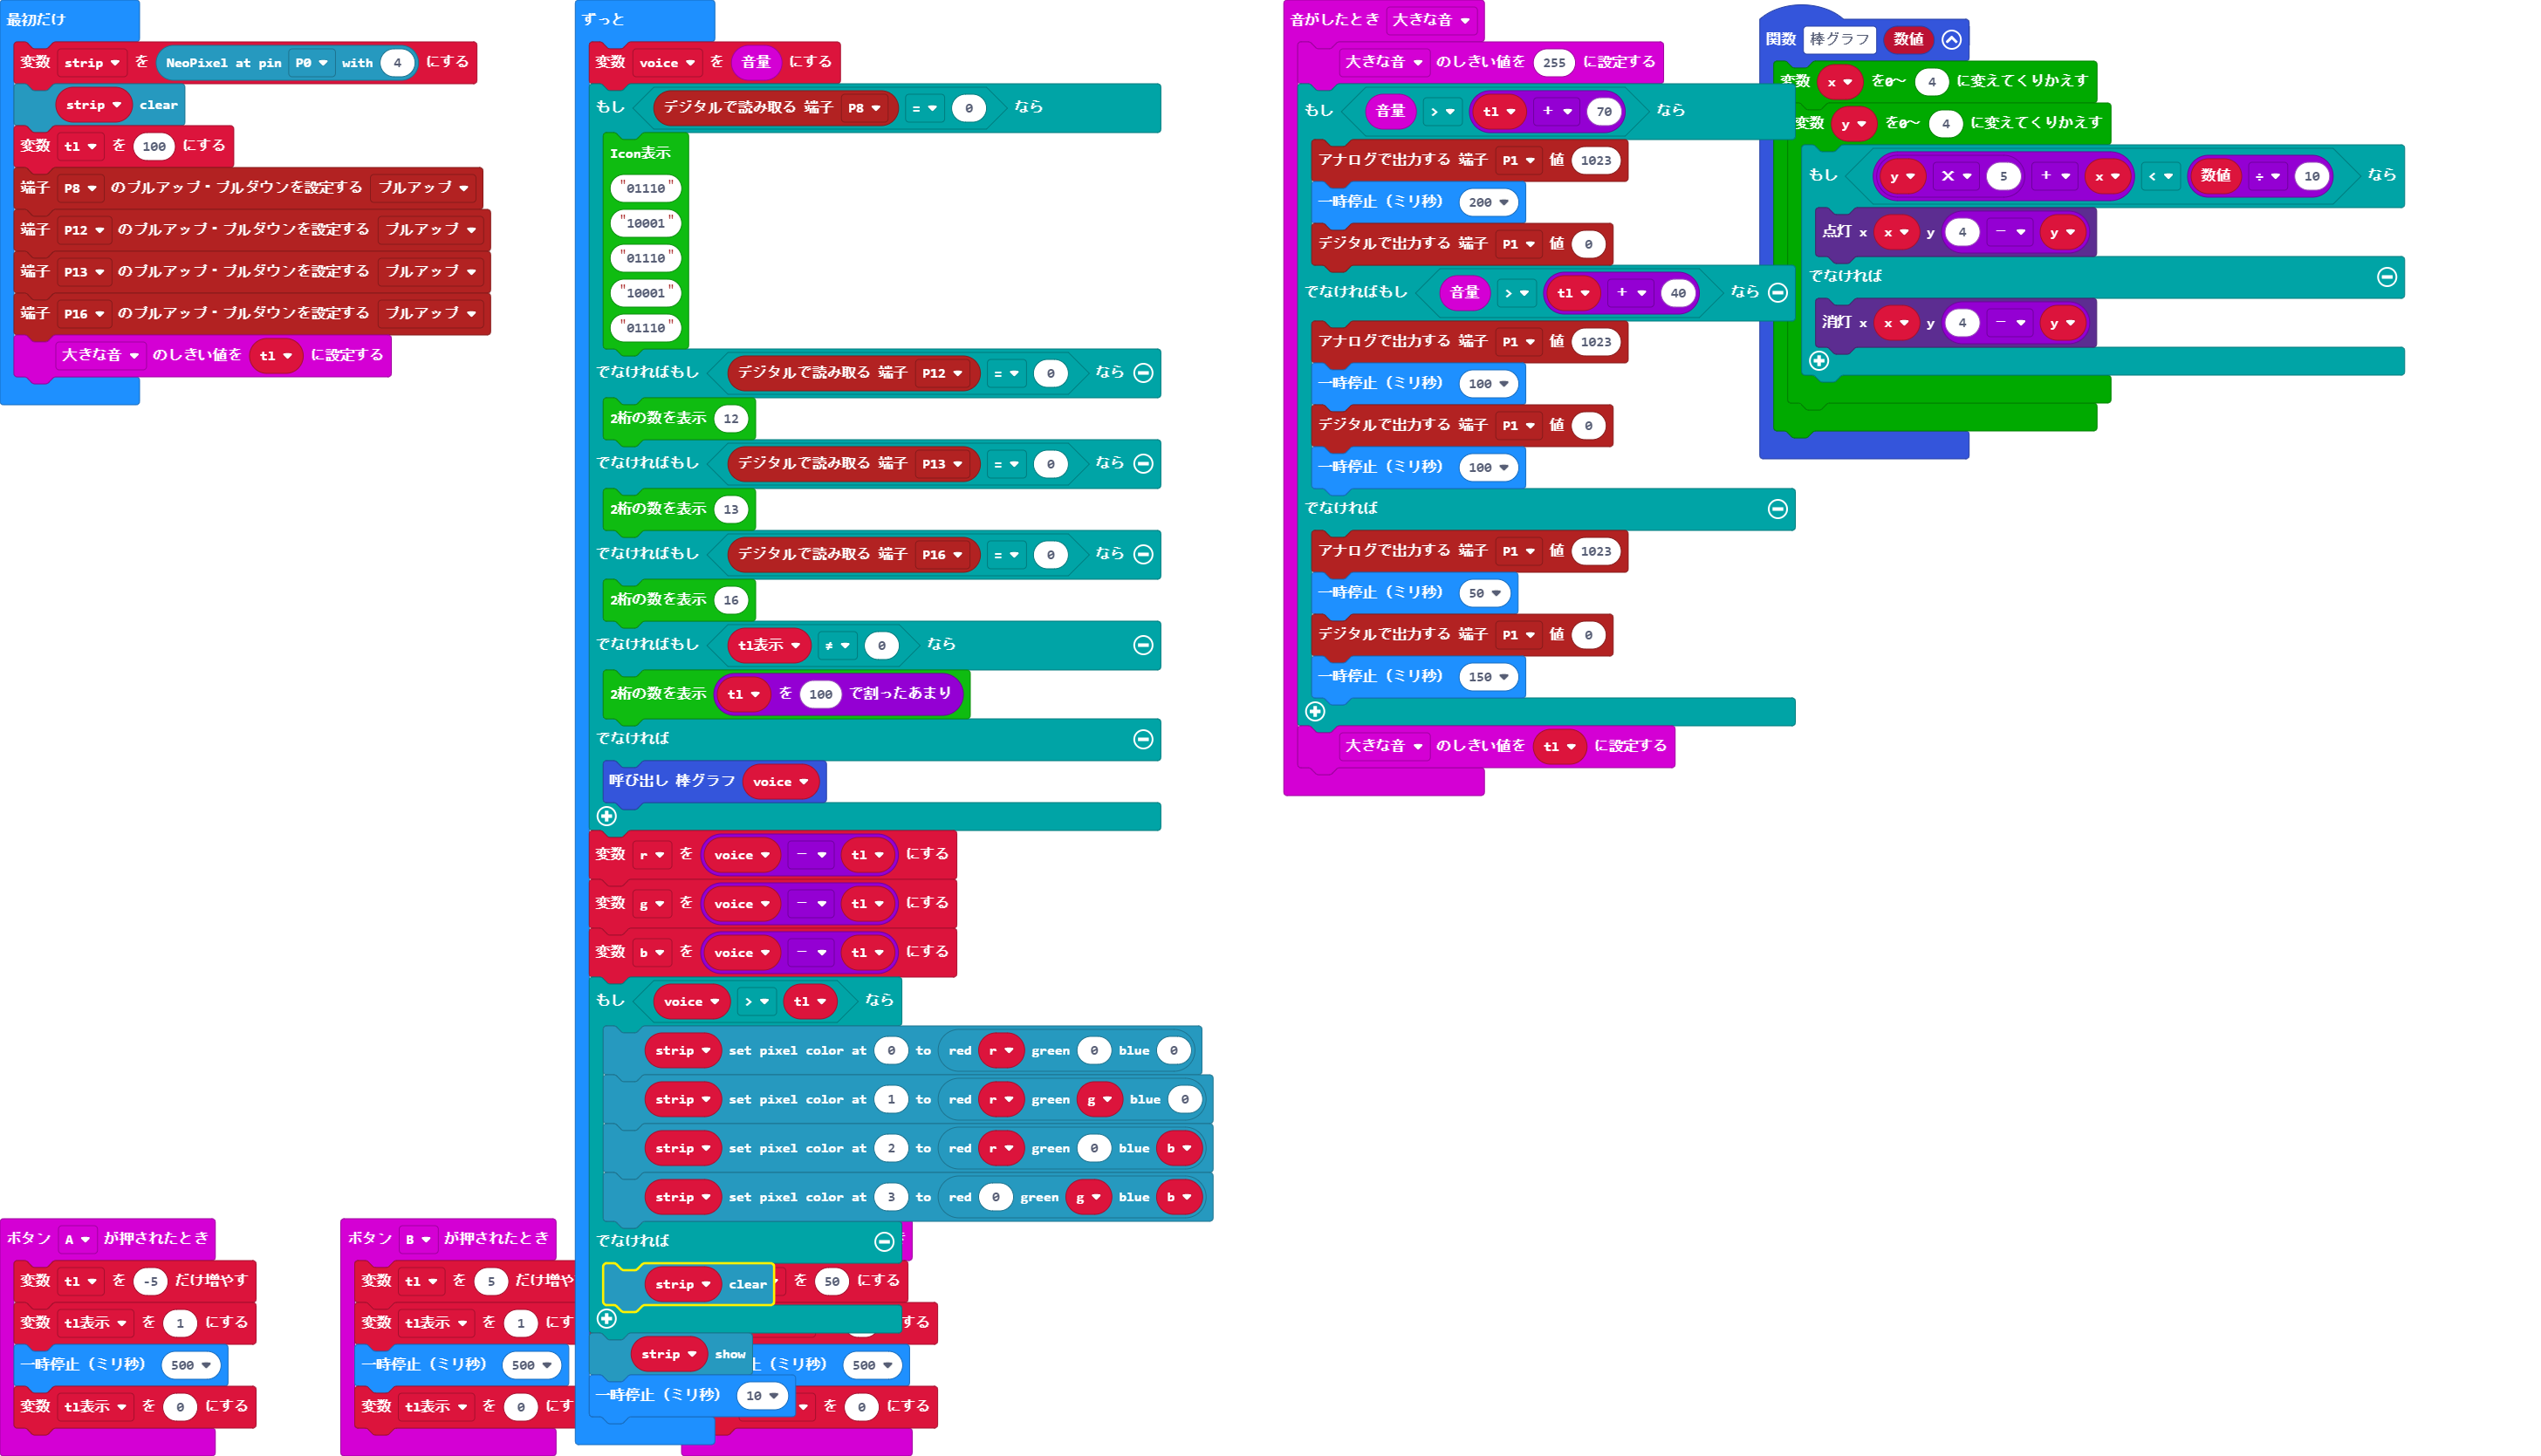 最初だけ
変数 strip を NeoPixel at pin P0 with 4 にする
strip clear
変数 tl を 100 にする
端子 P8 のプルアップ・プルダウンを設定する プルアップ
端子 P12 のプルアップ・プルダウンを設定する プルアップ
端子 P13 のプルアップ・プルダウンを設定する プルアップ
端子 P16 のプルアップ・プルダウンを設定する プルアップ
大きな音 のしきい値を tl に設定する
ずっと
変数 voice を 音量 にする
もし デジタルで読み取る 端子 P8 = 0 なら
Icon表示
"01110"
"10001"
"01110"
"10001"
"01110"
でなければもし デジタルで読み取る 端子 P12 = 0 なら
2桁の数を表示 12
でなければもし デジタルで読み取る 端子 P13 = 0 なら
2桁の数を表示 13
でなければもし デジタルで読み取る 端子 P16 = 0 なら
2桁の数を表示 16
でなければもし tl表示 ≠ 0 なら
2桁の数を表示 tl を 100 で割ったあまり
でなければ
呼び出し 棒グラフ voice
変数 r を voice - tl にする
変数 g を voice - tl にする
変数 b を voice - tl にする
もし voice > tl なら
strip set pixel color at 0 to red r green 0 blue 0
strip set pixel color at 1 to red r green g blue 0
strip set pixel color at 2 to red r green 0 blue b
strip set pixel color at 3 to red 0 green g blue b
でなければ
strip clear
strip show
一時停止（ミリ秒） 10
音がしたとき 大きな音
大きな音 のしきい値を 255 に設定する
もし 音量 > tl + 70 なら
アナログで出力する 端子 P1 値 1023
一時停止（ミリ秒） 200
デジタルで出力する 端子 P1 値 0
でなければもし 音量 > tl + 40 なら
アナログで出力する 端子 P1 値 1023
一時停止（ミリ秒） 100
デジタルで出力する 端子 P1 値 0
一時停止（ミリ秒） 100
でなければ
アナログで出力する 端子 P1 値 1023
一時停止（ミリ秒） 50
デジタルで出力する 端子 P1 値 0
一時停止（ミリ秒） 150
大きな音 のしきい値を tl に設定する
関数 棒グラフ 数値
変数 x を0～ 4 に変えてくりかえす
変数 y を0～ 4 に変えてくりかえす
もし y × 5 + x < 数値 ÷ 10 なら
点灯 x x y 4 - y
でなければ
消灯 x x y 4 - y
ボタン A が押されたとき
変数 tl を -5 だけ増やす
変数 tl表示 を 1 にする
一時停止（ミリ秒） 500
変数 tl表示 を 0 にする
ボタン B が押されたとき
変数 tl を 5 だけ増や
変数 tl表示 を 1 にす
一時停止（ミリ秒） 500
変数 tl表示 を 0 にす
を 50 にする
する
（ミリ秒） 500
を 0 にする